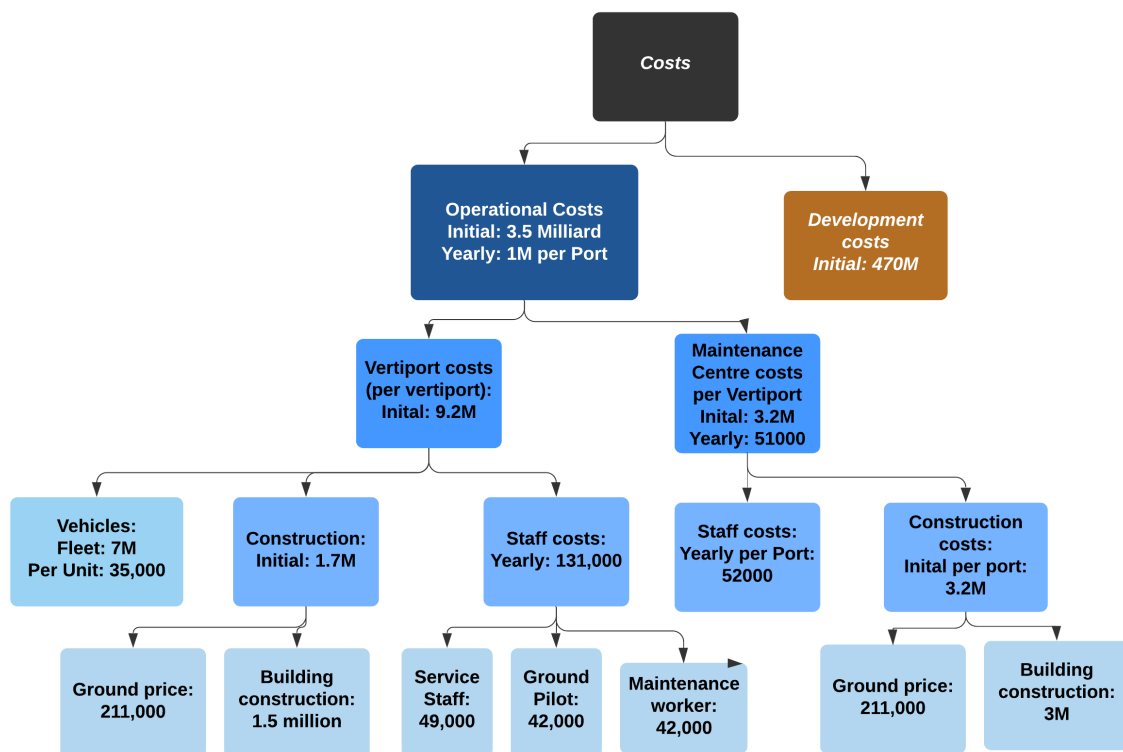 Costs
Operational Costs
Initial: 3.5 Milliard
Yearly: 1M per Port
Development
costs
Initial: 470M
Vertiport costs
(per vertiport):
Inital: 9.2M
Maintenance
Centre costs
per Vertiport
Inital: 3.2M
Yearly: 51000
Vehicles:
Fleet: 7M
Per Unit: 35,000
Construction:
Initial: 1.7M
Staff costs:
Yearly: 131,000
Staff costs:
Yearly per Port:
52000
Construction
costs:
Inital per port:
3.2M
Ground price:
211,000
Building
construction:
1.5 million
Service
Staff:
49,000
Ground
Pilot:
42,000
Maintenance
worker:
42,000
Ground price:
211,000
Building
construction:
3M